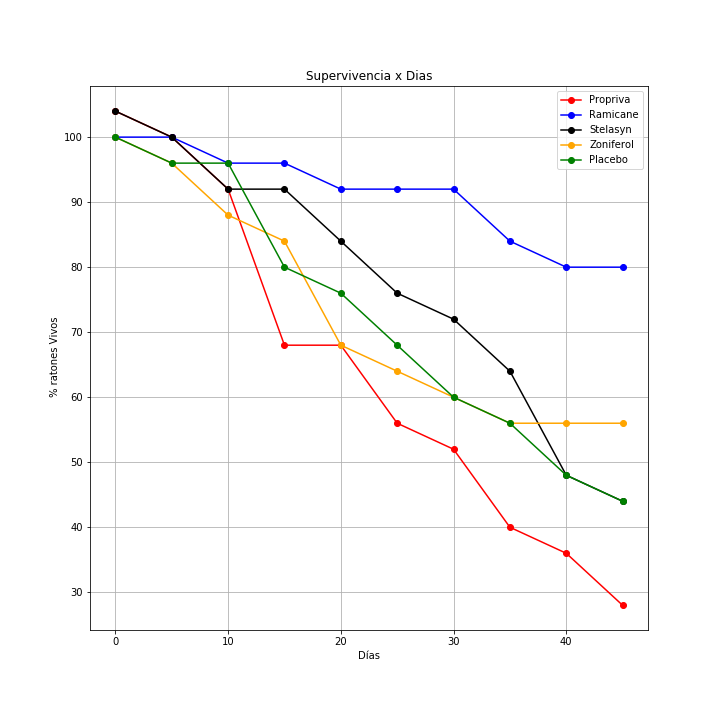 Supervivencia x Dias
Propriva
Ramicane
Stelasyn
Zoniferol
Placebo
% ratones Vivos
100
90
80
70
60
50
40
30
0 10 20 30 40
Días